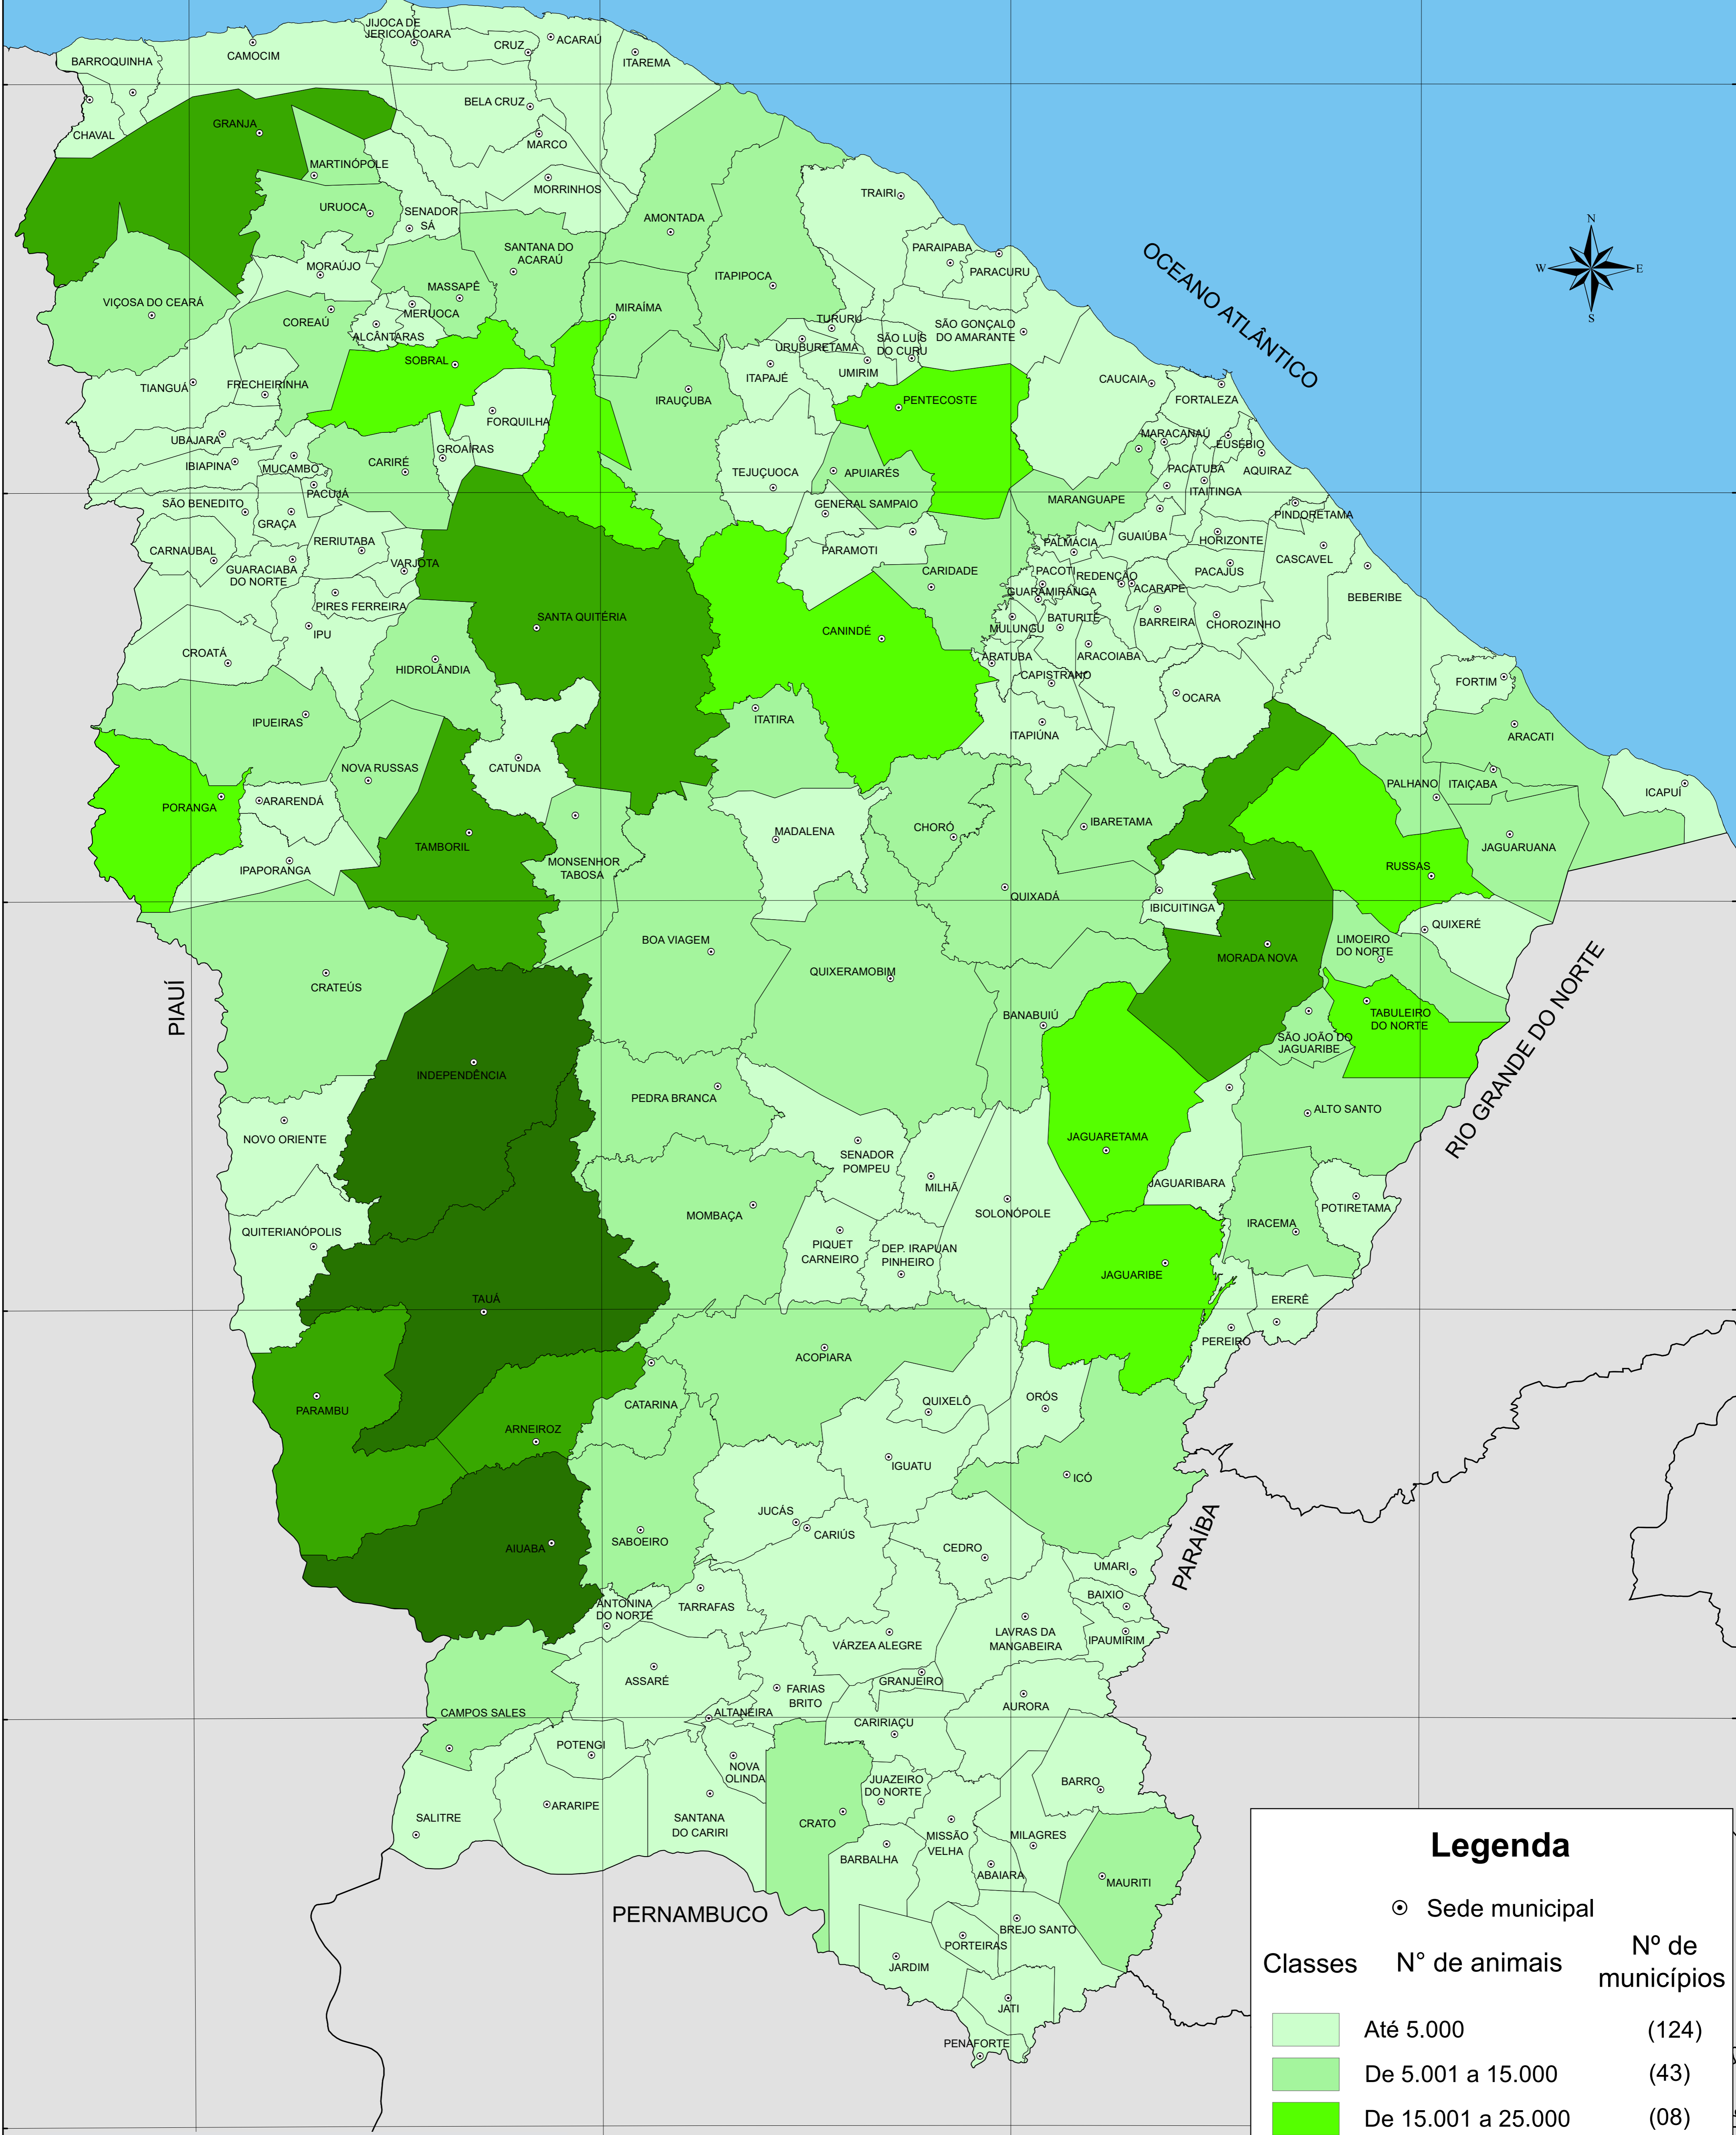 JIJOCA DE
JERICOACOARA
CRUZ
ACARAÚ
ITAREMA
BARROQUINHA
CAMOCIM
CHAVAL
BELA CRUZ
MARCO
GRANJA
MARTINÓPOLE
MORRINHOS
URUOCA
SENADOR
SÁ
AMONTADA
TRAIRI
PARAIPABA
PARACURU
OCEANO ATLÂNTICO
N
W
E
S
SANTANA DO
ACARAÚ
ITAPIPOCA
MORAÚJO
MASSAPÊ
VIÇOSA DO CEARÁ
MERUOCA
MIRAÍMA
COREAÚ
ALCÂNTARAS
TURURU
URUBURETAMA
SÃO LUÍS
DO CURU
SÃO GONÇALO
DO AMARANTE
SOBRAL
UMIRIM
ITAPAJÉ
CAUCAIA
FORTALEZA
TIANGUÁ
FRECHEIRINHA
IRAUÇUBA
PENTECOSTE
FORQUILHA
UBAJARA
GROAÍRAS
MARACANAÚ
EUSÉBIO
IBIAPINA
MUCAMBO
CARIRÉ
TEJUÇUOCA
APUIARÉS
PACATUBA
AQUIRAZ
PACUJÁ
ITAITINGA
SÃO BENEDITO
GRAÇA
GENERAL SAMPAIO
MARANGUAPE
PINDORETAMA
CARNAUBAL
RERIUTABA
GUARACIABA
DO NORTE
VARJOTA
PARAMOTI
PALMÁCIA
GUAIÚBA
HORIZONTE
CASCAVEL
CARIDADE
PACOTI
REDENÇÃO
PACAJUS
PIRES FERREIRA
GUARAMIRANGA
ACARAPE
BEBERIBE
SANTA QUITÉRIA
IPU
CANINDÉ
MULUNGU
BATURITÉ
BARREIRA
CHOROZINHO
CROATÁ
HIDROLÂNDIA
ARATUBA
ARACOIABA
CAPISTRANO
FORTIM
OCARA
IPUEIRAS
ITATIRA
ITAPIÚNA
ARACATI
NOVA RUSSAS
CATUNDA
PORANGA
ARARENDÁ
PALHANO
ITAIÇABA
ICAPUÍ
TAMBORIL
MADALENA
CHORÓ
IBARETAMA
JAGUARUANA
IPAPORANGA
MONSENHOR
TABOSA
RUSSAS
QUIXADÁ
IBICUITINGA
QUIXERÉ
BOA VIAGEM
LIMOEIRO
DO NORTE
MORADA NOVA
QUIXERAMOBIM
CRATEÚS
PIAUÍ
BANABUIÚ
TABULEIRO
DO NORTE
SÃO JOÃO DO
JAGUARIBE
RIO GRANDE DO NORTE
INDEPENDÊNCIA
PEDRA BRANCA
ALTO SANTO
NOVO ORIENTE
SENADOR
POMPEU
JAGUARETAMA
MILHÃ
JAGUARIBARA
POTIRETAMA
MOMBAÇA
SOLONÓPOLE
IRACEMA
QUITERIANÓPOLIS
PIQUET
CARNEIRO
DEP. IRAPUAN
PINHEIRO
JAGUARIBE
TAUÁ
ERERÊ
PEREIRO
ACOPIARA
PARAMBU
CATARINA
QUIXELÔ
ORÓS
ARNEIROZ
IGUATU
ICÓ
JUCÁS
CARIÚS
PARAÍBA
AIUABA
SABOEIRO
CEDRO
UMARI
ANTONINA
DO NORTE
TARRAFAS
BAIXIO
LAVRAS DA
MANGABEIRA
IPAUMIRIM
VÁRZEA ALEGRE
ASSARÉ
GRANJEIRO
FARIAS
BRITO
AURORA
CAMPOS SALES
ALTANEIRA
CARIRIAÇU
POTENGI
NOVA
OLINDA
JUAZEIRO
DO NORTE
BARRO
ARARIPE
SALITRE
SANTANA
DO CARIRI
CRATO
MISSÃO
VELHA
MILAGRES
BARBALHA
ABAIARA
MAURITI
PERNAMBUCO
BREJO SANTO
PORTEIRAS
JARDIM
JATI
PENAFORTE
Legenda
Sede municipal
Classes N° de animais Nº de
municípios
Até 5.000 (124)
De 5.001 a 15.000 (43)
De 15.001 a 25.000 (08)